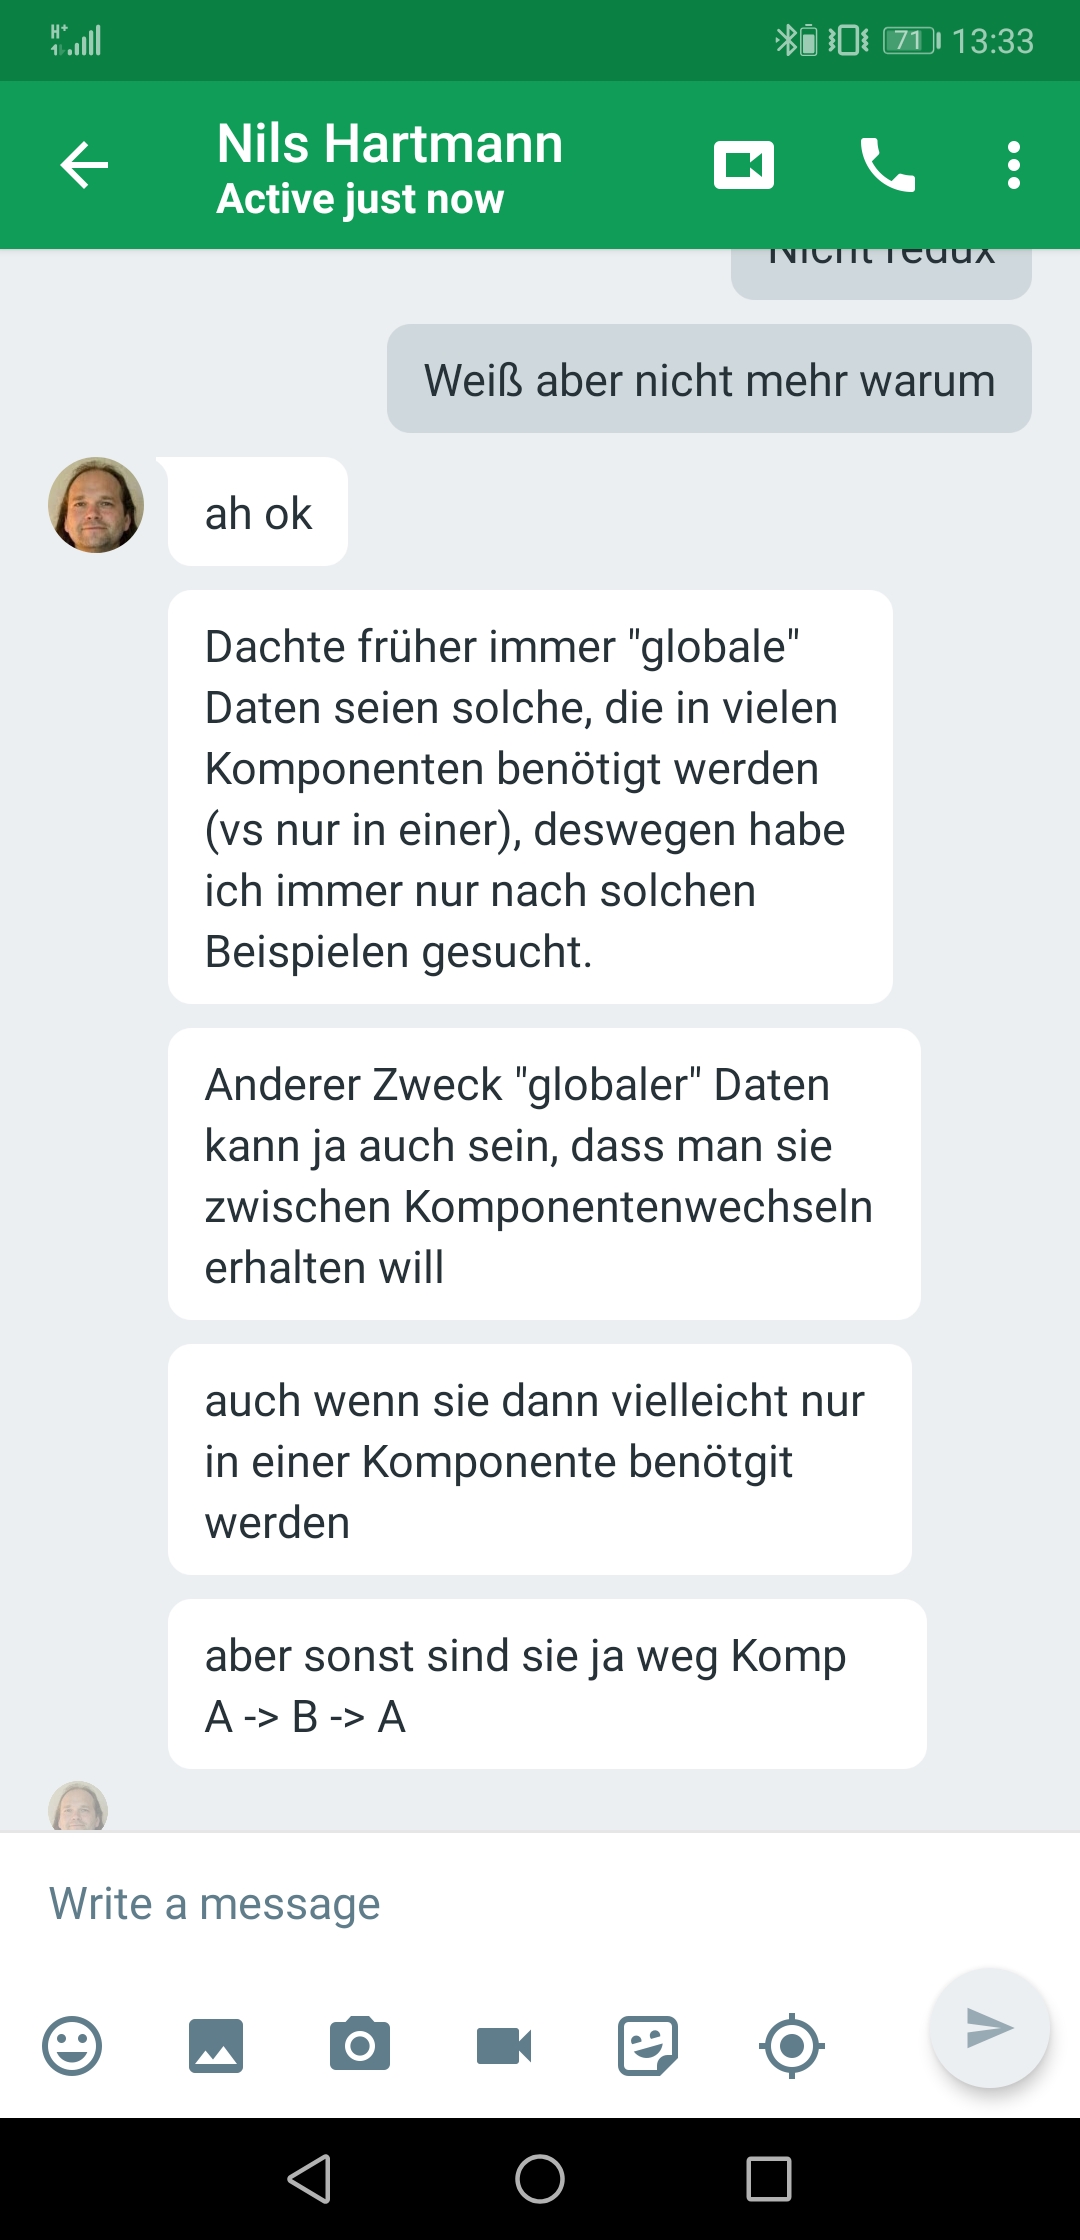 H+
71
13:33
Nils Hartmann
Active just now
Nicht redux
Weiß aber nicht mehr warum
ah ok
Dachte früher immer "globale"
Daten seien solche, die in vielen
Komponenten benötigt werden
(vs nur in einer), deswegen habe
ich immer nur nach solchen
Beispielen gesucht.
Anderer Zweck "globaler" Daten
kann ja auch sein, dass man sie
zwischen Komponentenwechseln
erhalten will
auch wenn sie dann vielleicht nur
in einer Komponente benötgit
werden
aber sonst sind sie ja weg Komp
A -> B -> A
Write a message